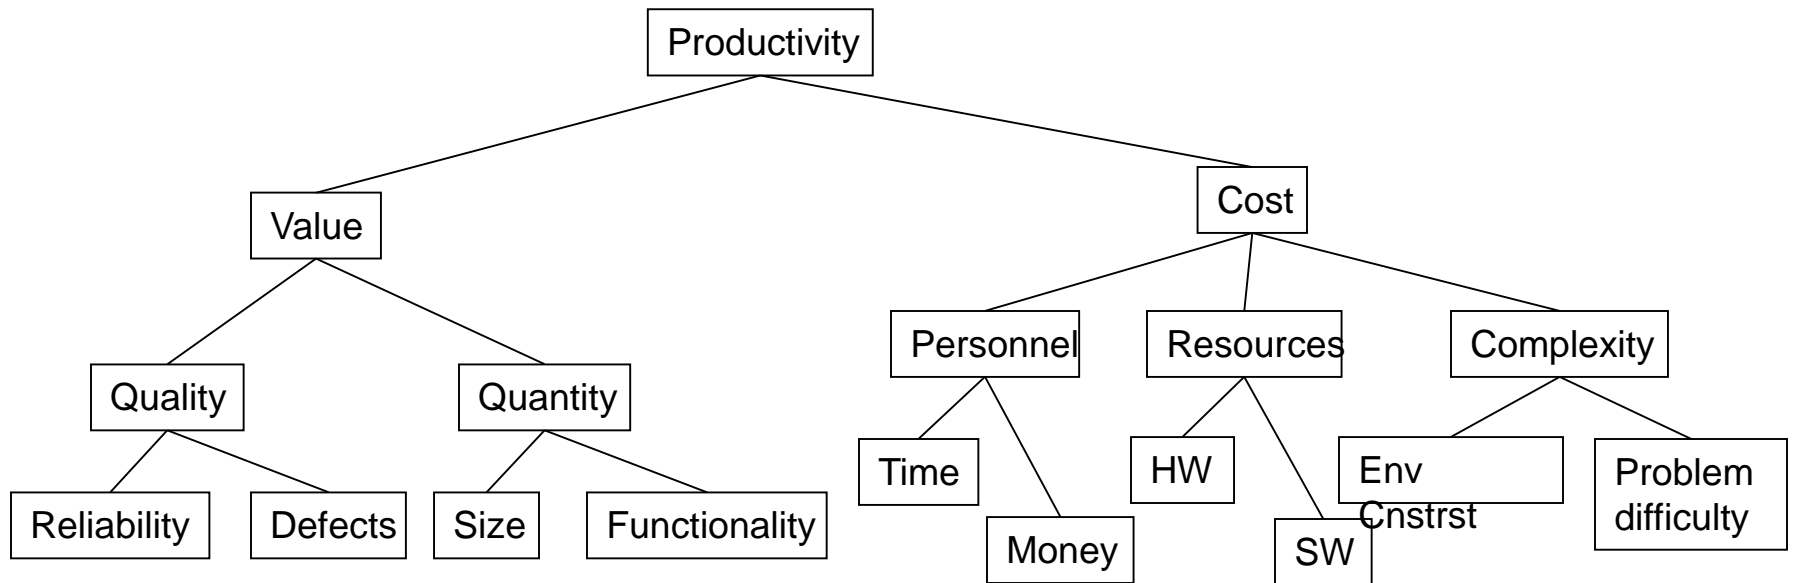 Productivity
Value
Cost
Quality
Quantity
Personnel
Resources
Complexity
Reliability
Defects
Size
Functionality
Time
Money
HW
SW
Env
Cnstrst
Problem
difficulty